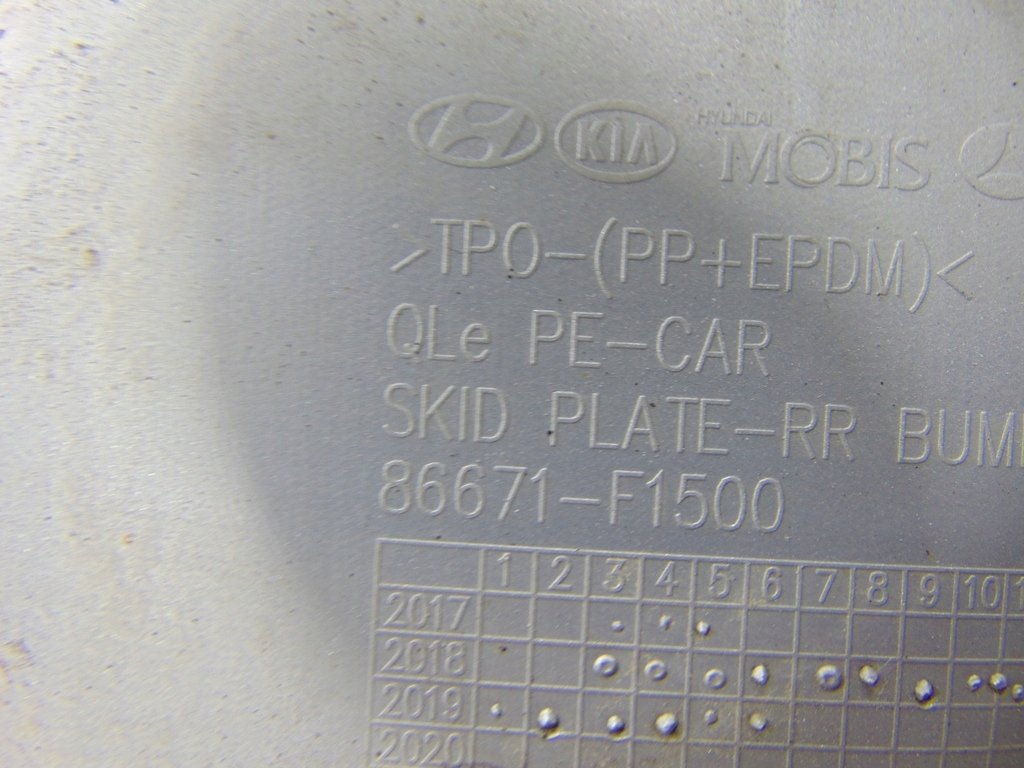 KIA HYUNDAI MOBIS
>TPO-(PP+EPDM)<
QLe PE-CAR
SKID PLATE-RR
86671-F1500
1 2 3 4 5 6 7 8 9 10
2017
2018
2019
2020